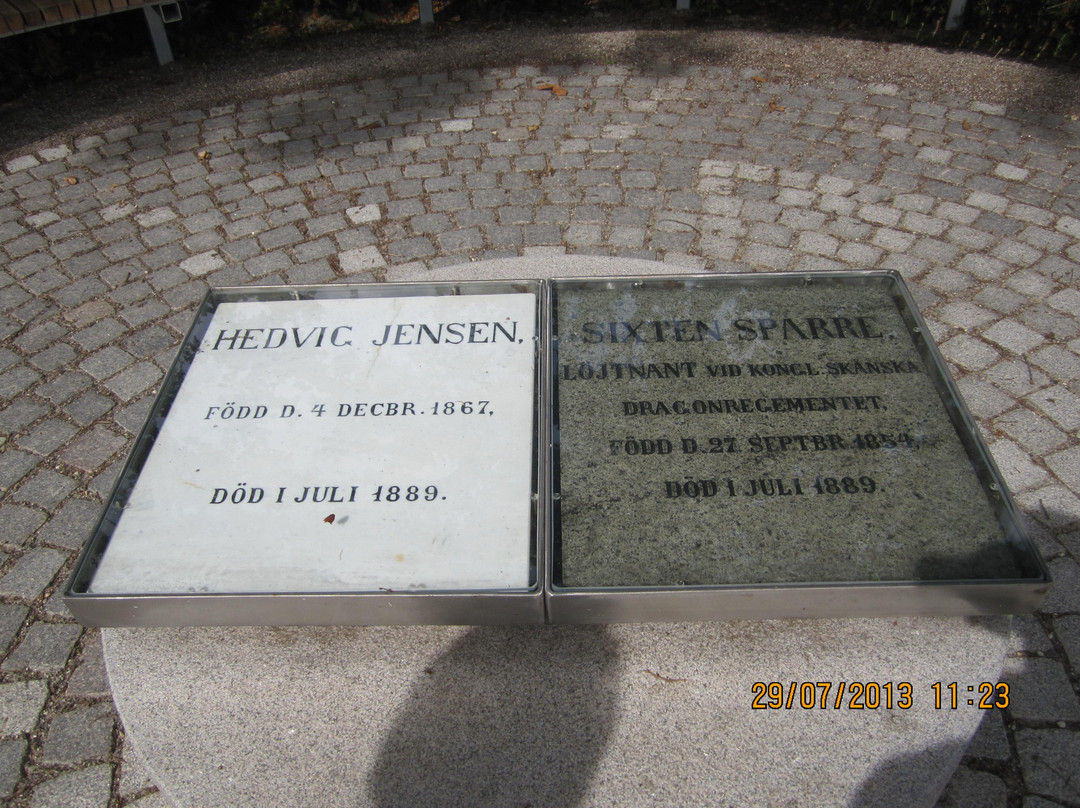 HEDVIG JENSEN,
FÖDD D. 4 DECBR. 1867,
DÖD I JULI 1889.
SIXTEN SPARRE.
LÖJTNANT VID KONGL. SKÅNSKA
DRAGONREGEMENTET,
FÖDD D. 27 SEPTBR. 1854,
DÖD I JULI 1889.
29/07/2013 11:23